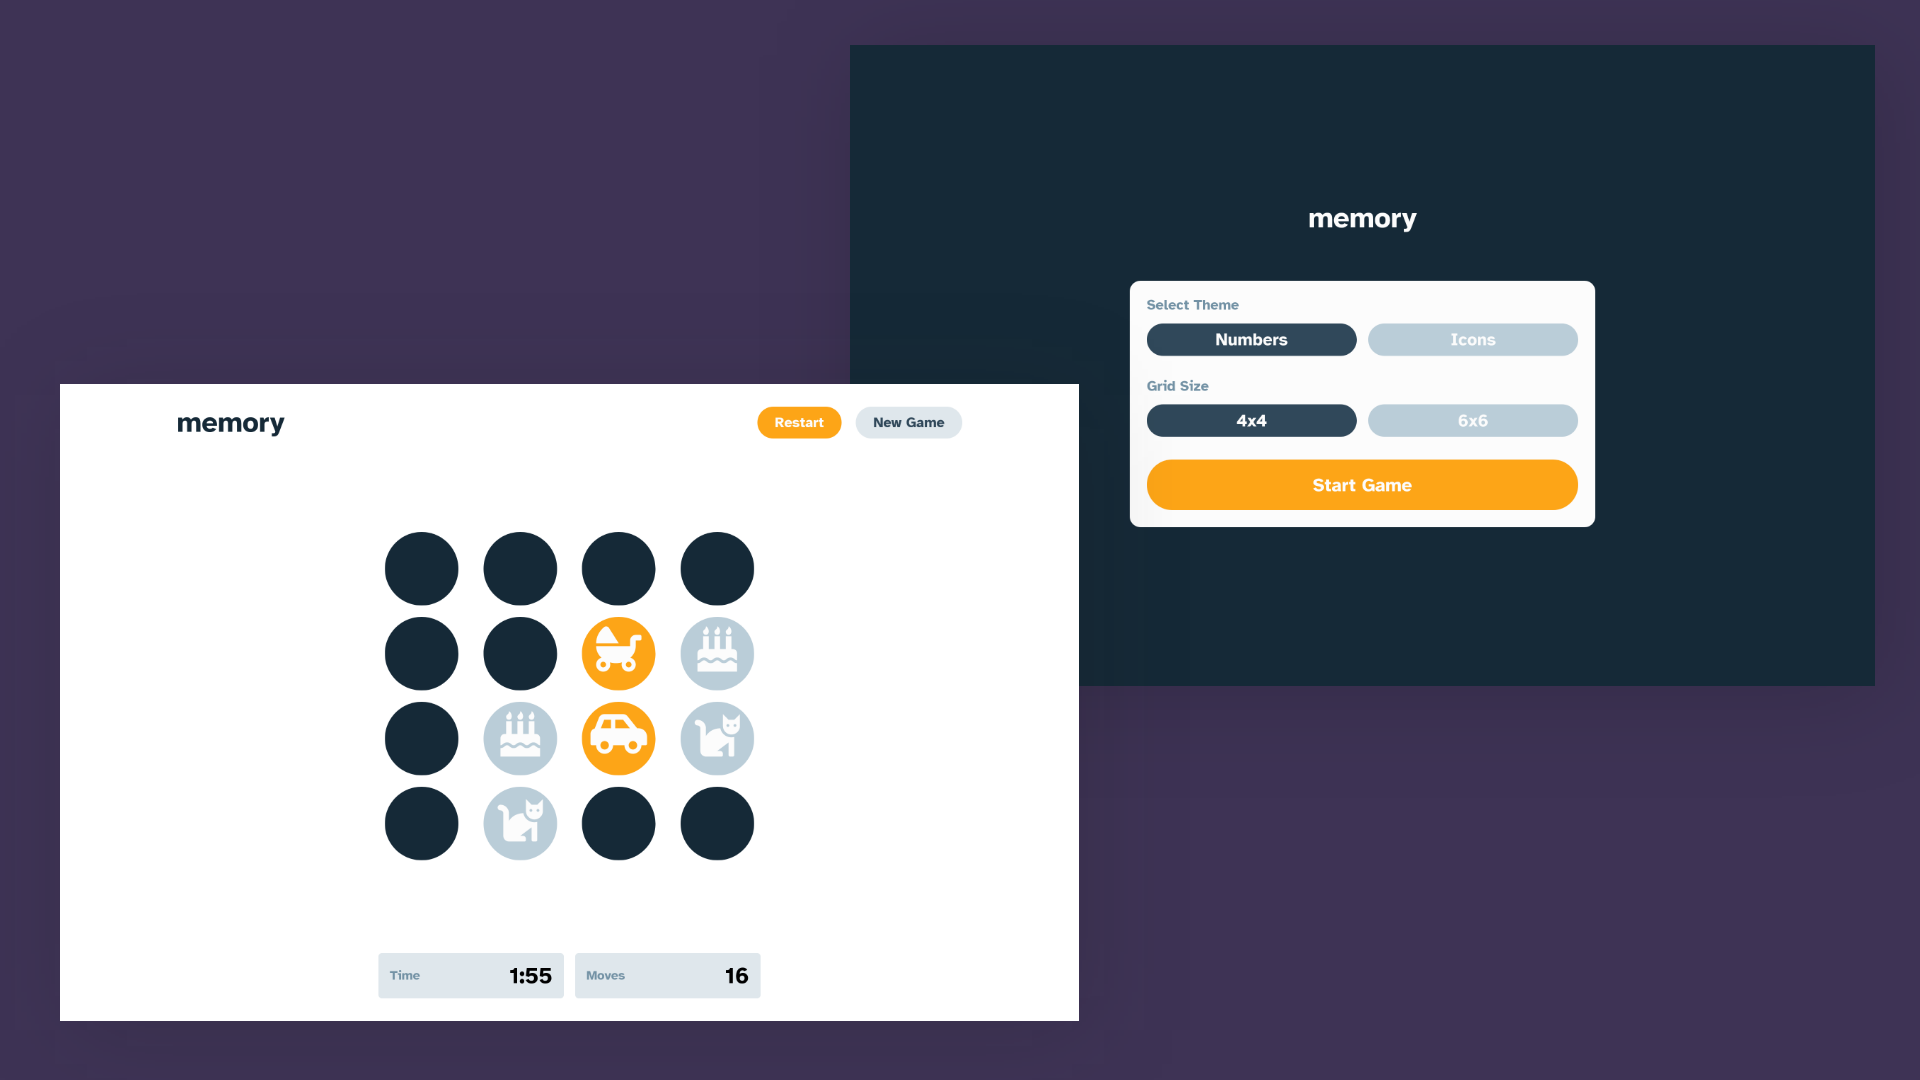 memory
Select Theme
Numbers Icons
Grid Size
4x4 6x6
Start Game
memory Restart New Game
Time 1:55 Moves 16